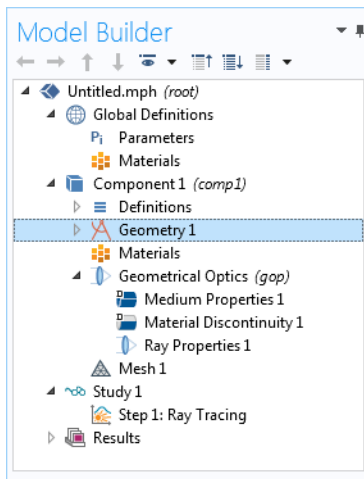 Model Builder
Untitled.mph (root)
Global Definitions
Pi Parameters
Materials
Component 1 (comp1)
Definitions
Geometry 1
Materials
Geometrical Optics (gop)
D Medium Properties 1
D Material Discontinuity 1
Ray Properties 1
Mesh 1
Study 1
Step 1: Ray Tracing
Results